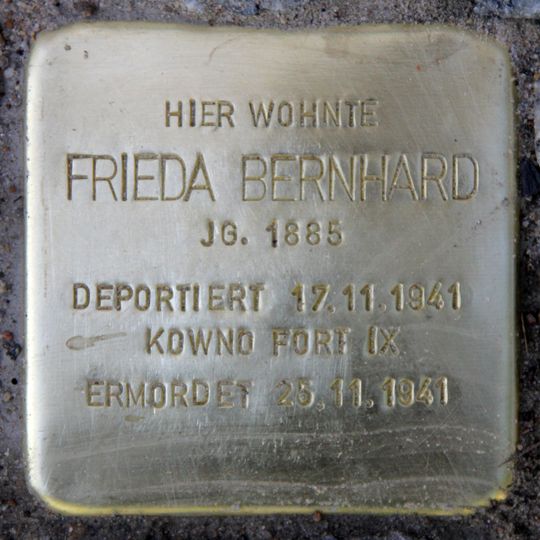 HIER WOHNTE
FRIEDA BERNHARD
JG. 1885
DEPORTIERT 17.11.1941
KOWNO FORT IX
ERMORDET 25.11.1941